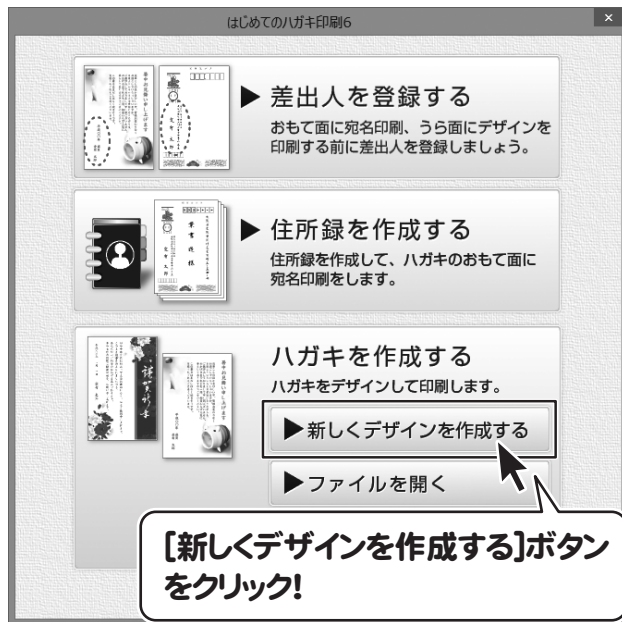 はじめてのハガキ印刷6
差出人を登録する
おもて面に宛名印刷、うら面にデザインを
印刷する前に差出人を登録しましょう。
住所録を作成する
住所録を作成して、ハガキのおもて面に
宛名印刷をします。
謹賀新年
ハガキを作成する
ハガキをデザインして印刷します。
▶新しくデザインを作成する
▶ファイルを開く
[新しくデザインを作成する]ボタン
をクリック!